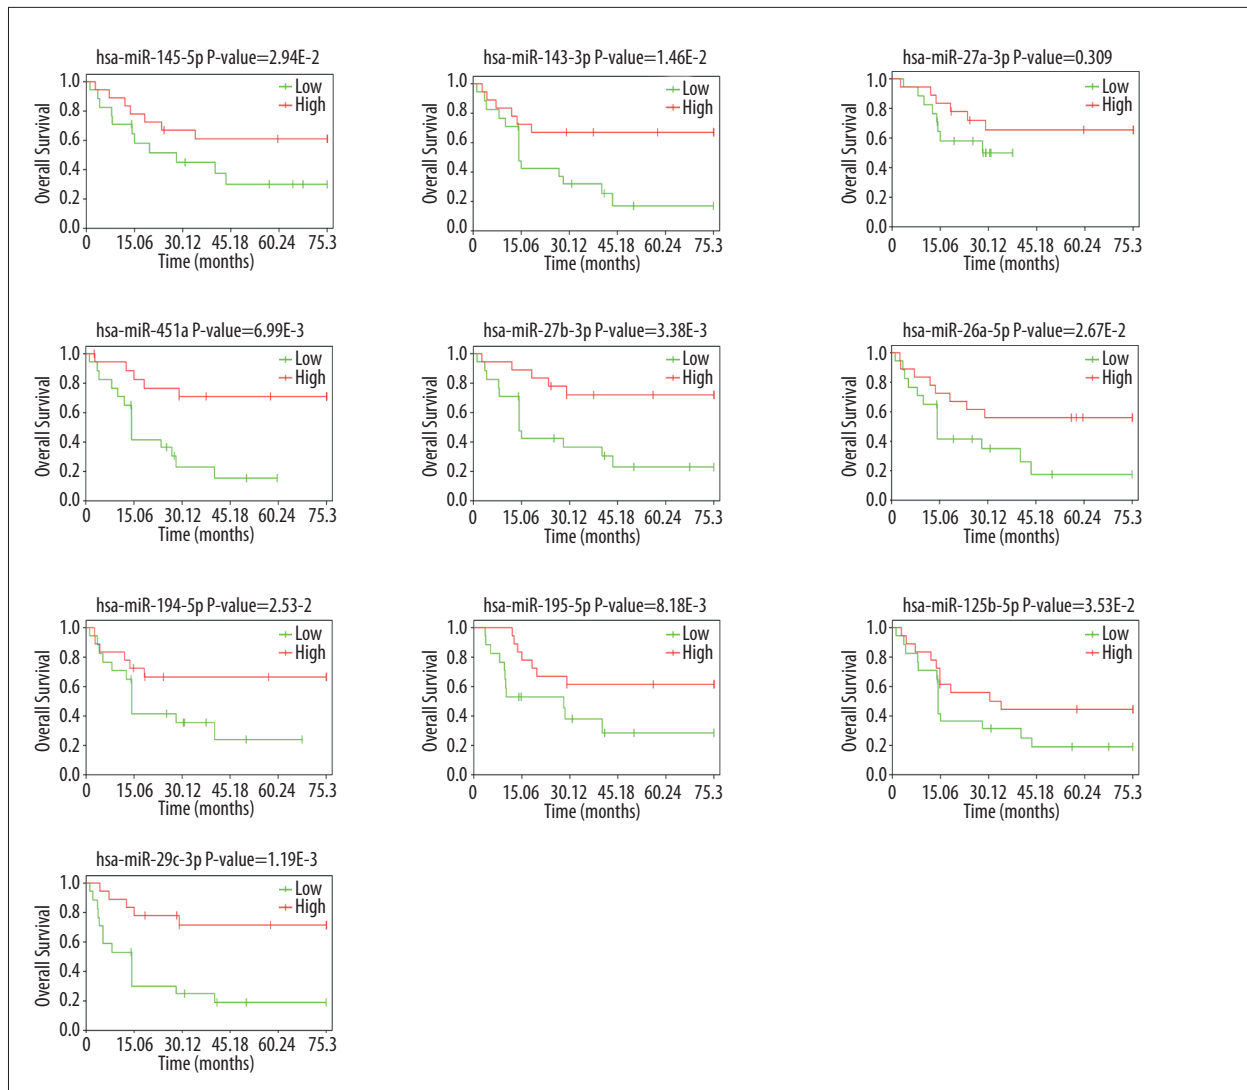 hsa-miR-145-5p P-value=2.94E-2
Overall Survival
1.0
0.8
0.6
0.4
0.2
0.0
Low
High
0 15.06 30.12 45.18 60.24 75.3
Time (months)
hsa-miR-143-3p P-value=1.46E-2
Overall Survival
1.0
0.8
0.6
0.4
0.2
0.0
Low
High
0 15.06 30.12 45.18 60.24 75.3
Time (months)
hsa-miR-27a-3p P-value=0.309
Overall Survival
1.0
0.8
0.6
0.4
0.2
0.0
Low
High
0 15.06 30.12 45.18 60.24 75.3
Time (months)
hsa-miR-451a P-value=6.99E-3
Overall Survival
1.0
0.8
0.6
0.4
0.2
0.0
Low
High
0 15.06 30.12 45.18 60.24 75.3
Time (months)
hsa-miR-27b-3p P-value=3.38E-3
Overall Survival
1.0
0.8
0.6
0.4
0.2
0.0
Low
High
0 15.06 30.12 45.18 60.24 75.3
Time (months)
hsa-miR-26a-5p P-value=2.67E-2
Overall Survival
1.0
0.8
0.6
0.4
0.2
0.0
Low
High
0 15.06 30.12 45.18 60.24 75.3
Time (months)
hsa-miR-194-5p P-value=2.53-2
Overall Survival
1.0
0.8
0.6
0.4
0.2
0.0
Low
High
0 15.06 30.12 45.18 60.24 75.3
Time (months)
hsa-miR-195-5p P-value=8.18E-3
Overall Survival
1.0
0.8
0.6
0.4
0.2
0.0
Low
High
0 15.06 30.12 45.18 60.24 75.3
Time (months)
hsa-miR-125b-5p P-value=3.53E-2
Overall Survival
1.0
0.8
0.6
0.4
0.2
0.0
Low
High
0 15.06 30.12 45.18 60.24 75.3
Time (months)
hsa-miR-29c-3p P-value=1.19E-3
Overall Survival
1.0
0.8
0.6
0.4
0.2
0.0
Low
High
0 15.06 30.12 45.18 60.24 75.3
Time (months)